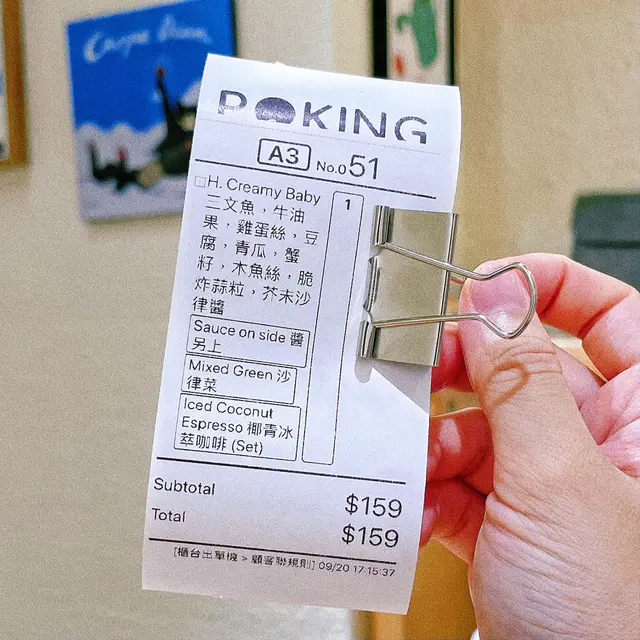 POKING
A3 No.051
□H. Creamy Baby 1
三文魚，牛油
果，雞蛋絲，豆
腐，青瓜，蟹
籽，木魚絲，脆
炸蒜粒，芥末沙
律醬
Sauce on side 醬
另上
Mixed Green 沙
律菜
Iced Coconut
Espresso 椰青冰
萃咖啡 (Set)
Subtotal $159
Total $159
[櫃台出單機 > 顧客聯規則] 09/20 17:15:37